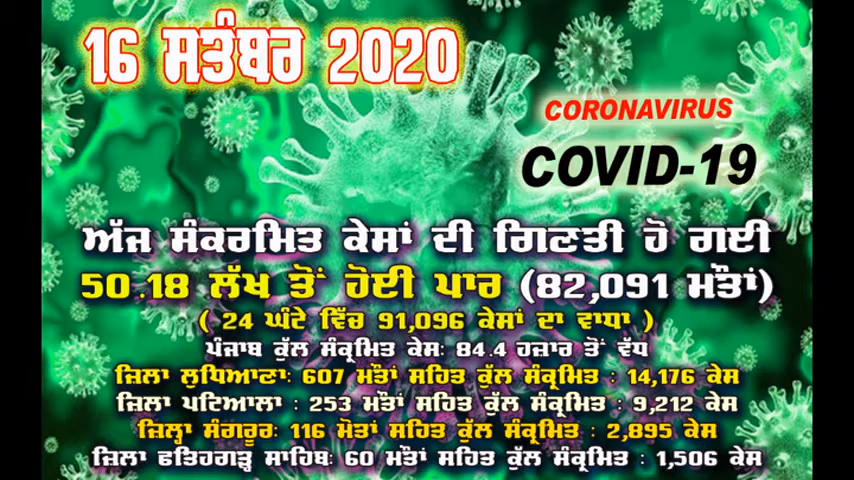 16 ਸਤੰਬਰ 2020
CORONAVIRUS
COVID-19
ਅੱਜ ਸੰਕਰਮਿਤ ਕੇਸਾਂ ਦੀ ਗਿਣਤੀ ਹੋ ਗਈ
50.18 ਲੱਖ ਤੋਂ ਹੋਈ ਪਾਰ (82,091 ਮੌਤਾਂ)
( 24 ਘੰਟੇ ਵਿੱਚ 91,096 ਕੇਸਾਂ ਦਾ ਵਾਧਾ )
ਪੰਜਾਬ ਕੁੱਲ ਸੰਕ੍ਰਮਿਤ ਕੇਸ: 84.4 ਹਜ਼ਾਰ ਤੋਂ ਵੱਧ
ਜ਼ਿਲਾ ਲੁਧਿਆਣਾ: 607 ਮੌਤਾਂ ਸਹਿਤ ਕੁੱਲ ਸੰਕ੍ਰਮਿਤ : 14,176 ਕੇਸ
ਜ਼ਿਲਾ ਪਟਿਆਲਾ : 253 ਮੌਤਾਂ ਸਹਿਤ ਕੁੱਲ ਸੰਕ੍ਰਮਿਤ : 9,212 ਕੇਸ
ਜ਼ਿਲ੍ਹਾ ਸੰਗਰੂਰ: 116 ਮੋਤਾਂ ਸਹਿਤ ਕੁੱਲ ਸੰਕ੍ਰਮਿਤ : 2,895 ਕੇਸ
ਜ਼ਿਲਾ ਫਤਿਹਗੜ੍ਹ ਸਾਹਿਬ: 60 ਮੌਤਾਂ ਸਹਿਤ ਕੁੱਲ ਸੰਕ੍ਰਮਿਤ : 1,506 ਕੇਸ